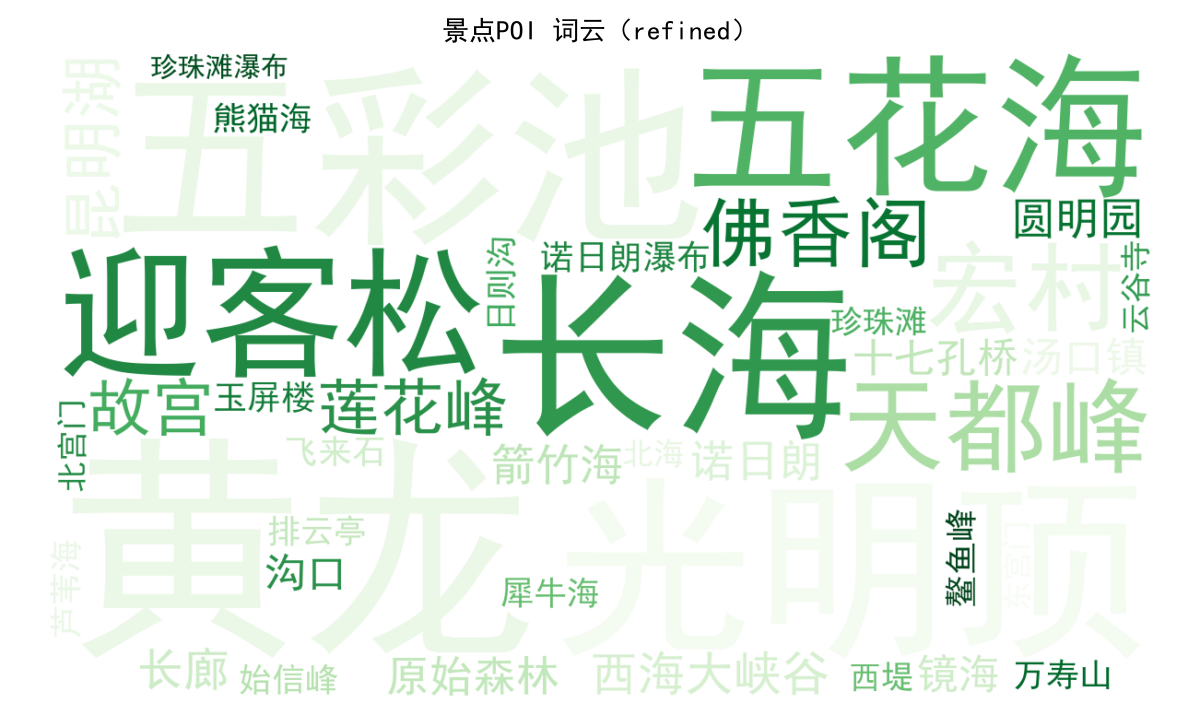 景点POI 词云（refined）
珍珠滩瀑布
昆明湖
五彩池
熊猫海
五花海
佛香阁
圆明园
迎客松
日则沟
诺日朗瀑布
长海
宏村
云谷寺
珍珠滩
十七孔桥
汤口镇
故宫
玉屏楼
莲花峰
天都峰
北宫门
黄龙
飞来石
箭竹海
北海
诺日朗
光明顶
排云亭
沟口
芦苇海
犀牛海
鳌鱼峰
东宫门
长廊
始信峰
原始森林
西海大峡谷
西堤
镜海
万寿山